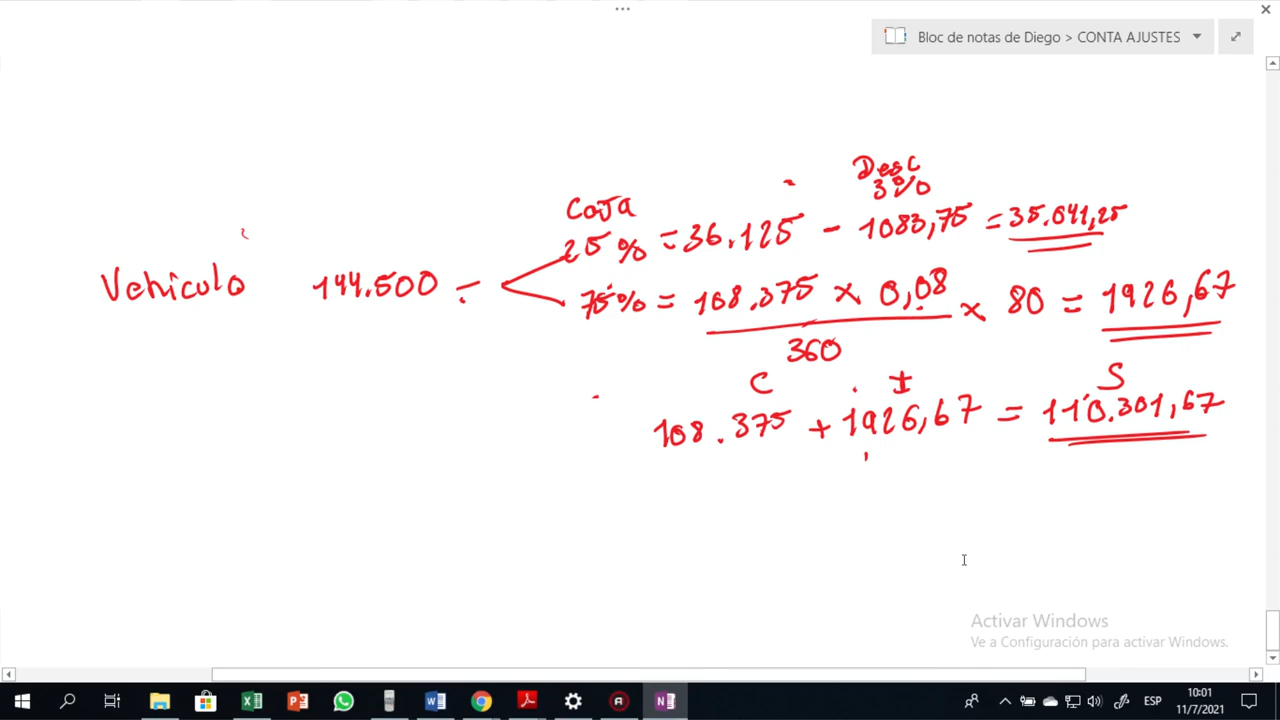 Bloc de notas de Diego > CONTA AJUSTES
Desc
3%
Caja
25% = 36.125 - 1083,75 = 35.041,25
Vehiculo 144.500 ÷
75% = 108.375 x 0,08 x 80 = 1926,67
360
C I S
108.375 + 1926,67 = 110.301,67
Activar Windows
Ve a Configuración para activar Windows.
ESP
10:01
11/7/2021